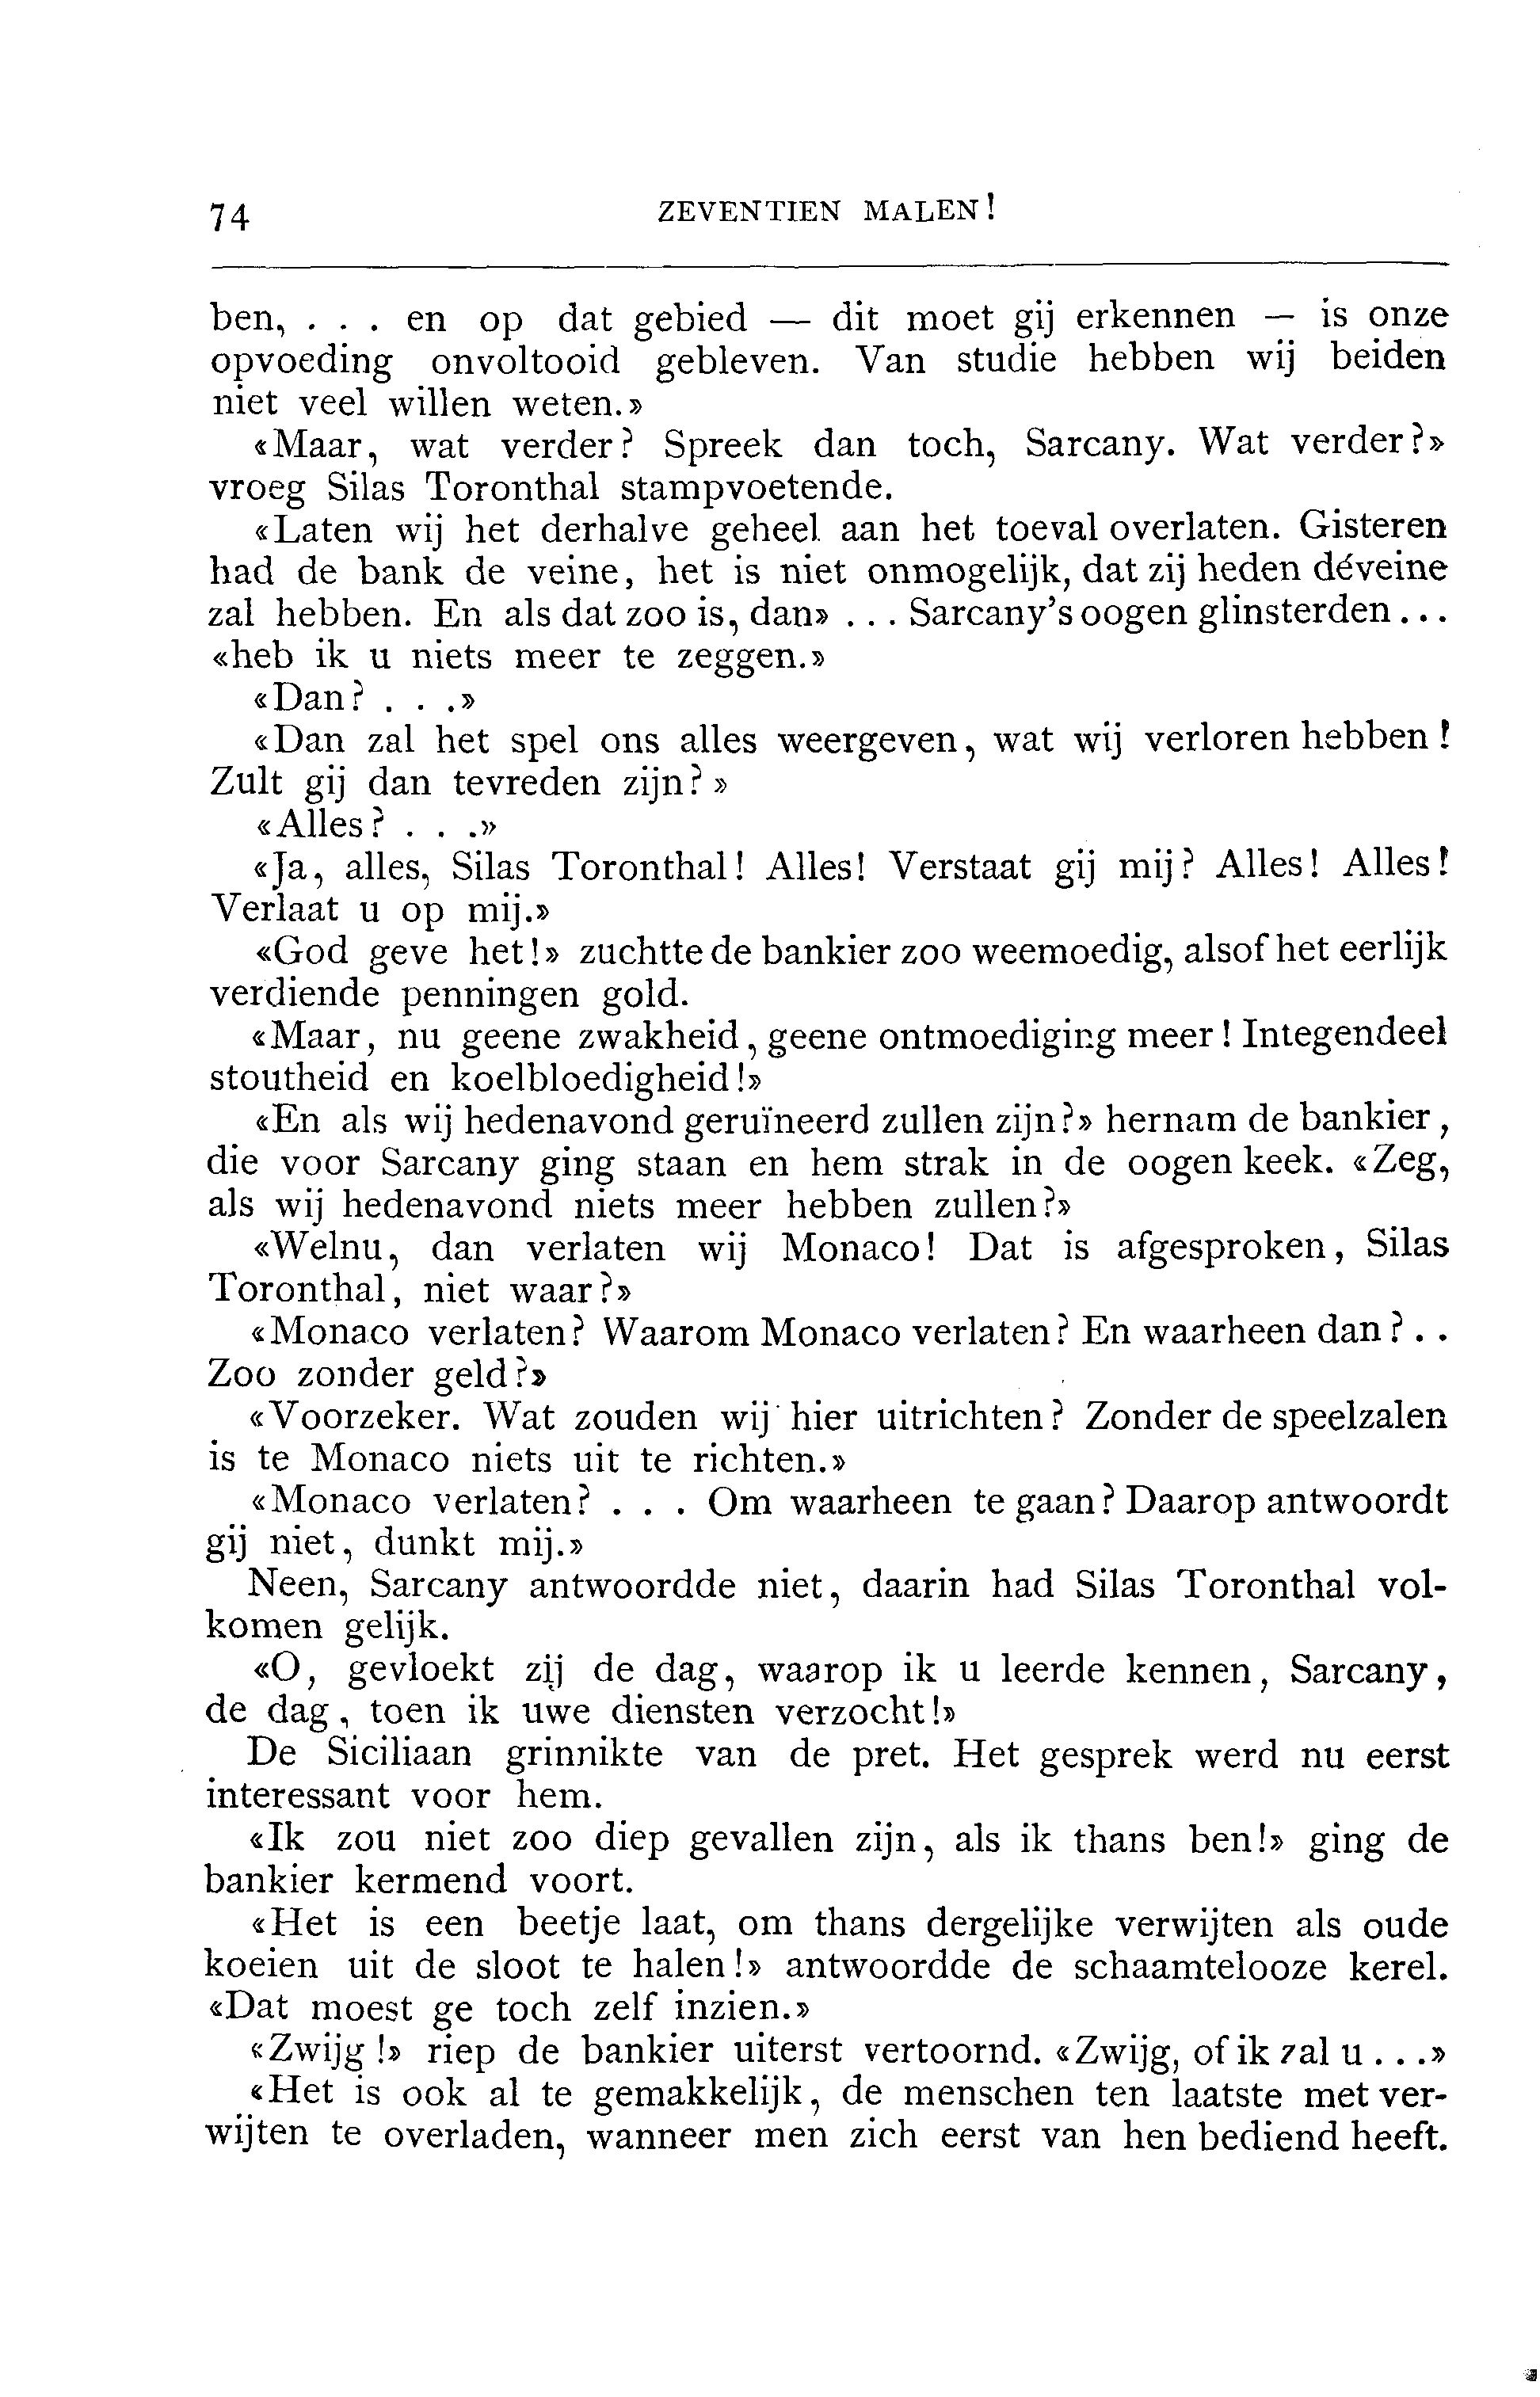 74 ZEVENTIEN MALEN!
ben, . . . en op dat gebied — dit moet gij erkennen — is onze
opvoeding onvoltooid gebleven. Van studie hebben wij beiden
niet veel willen weten.»
«Maar, wat verder? Spreek dan toch, Sarcany. Wat verder?»
vroeg Silas Toronthal stampvoetende.
«Laten wij het derhalve geheel aan het toeval overlaten. Gisteren
had de bank de veine, het is niet onmogelijk, dat zij heden déveine
zal hebben. En als dat zoo is, dan» . . . Sarcany's oogen glinsterden . . .
«heb ik u niets meer te zeggen.»
«Dan? . . .»
«Dan zal het spel ons alles weergeven, wat wij verloren hebben!
Zult gij dan tevreden zijn?»
«Alles? . . .»
«Ja, alles, Silas Toronthal! Alles! Verstaat gij mij? Alles! Alles!
Verlaat u op mij.»
«God geve het!» zuchtte de bankier zoo weemoedig, alsof het eerlijk
verdiende penningen gold.
«Maar, nu geene zwakheid, geene ontmoediging meer! Integendeel
stoutheid en koelbloedigheid!»
«En als wij hedenavond geruïneerd zullen zijn?» hernam de bankier,
die voor Sarcany ging staan en hem strak in de oogen keek. «Zeg,
als wij hedenavond niets meer hebben zullen?»
«Welnu, dan verlaten wij Monaco! Dat is afgesproken, Silas
Toronthal, niet waar?»
«Monaco verlaten? Waarom Monaco verlaten? En waarheen dan? . .
Zoo zonder geld?»
«Voorzeker. Wat zouden wij hier uitrichten? Zonder de speelzalen
is te Monaco niets uit te richten.»
«Monaco verlaten? . . . Om waarheen te gaan? Daarop antwoordt
gij niet, dunkt mij.»
Neen, Sarcany antwoordde niet, daarin had Silas Toronthal vol-
komen gelijk.
«O, gevloekt zij de dag, waarop ik u leerde kennen, Sarcany,
de dag, toen ik uwe diensten verzocht!»
De Siciliaan grinnikte van de pret. Het gesprek werd nu eerst
interessant voor hem.
«Ik zou niet zoo diep gevallen zijn, als ik thans ben!» ging de
bankier kermend voort.
«Het is een beetje laat, om thans dergelijke verwijten als oude
koeien uit de sloot te halen!» antwoordde de schaamtelooze kerel.
«Dat moest ge toch zelf inzien.»
«Zwijg!» riep de bankier uiterst vertoornd. «Zwijg, of ik zal u . . .»
«Het is ook al te gemakkelijk, de menschen ten laatste met ver-
wijten te overladen, wanneer men zich eerst van hen bediend heeft.